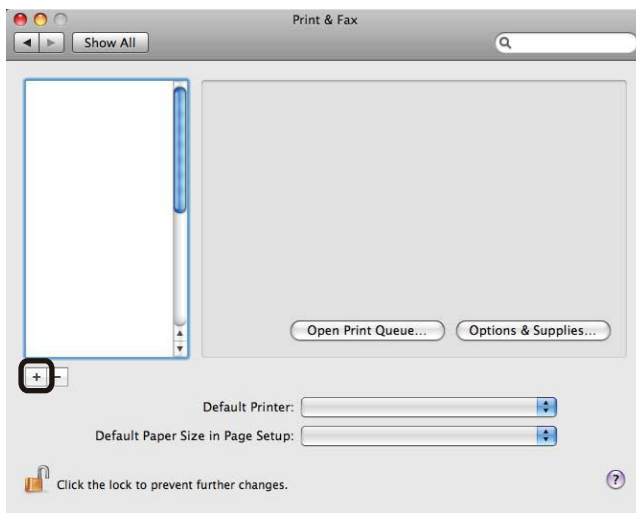 Print & Fax
Show All
Open Print Queue...
Options & Supplies...
+ −
Default Printer:
Default Paper Size in Page Setup:
Click the lock to prevent further changes.
?